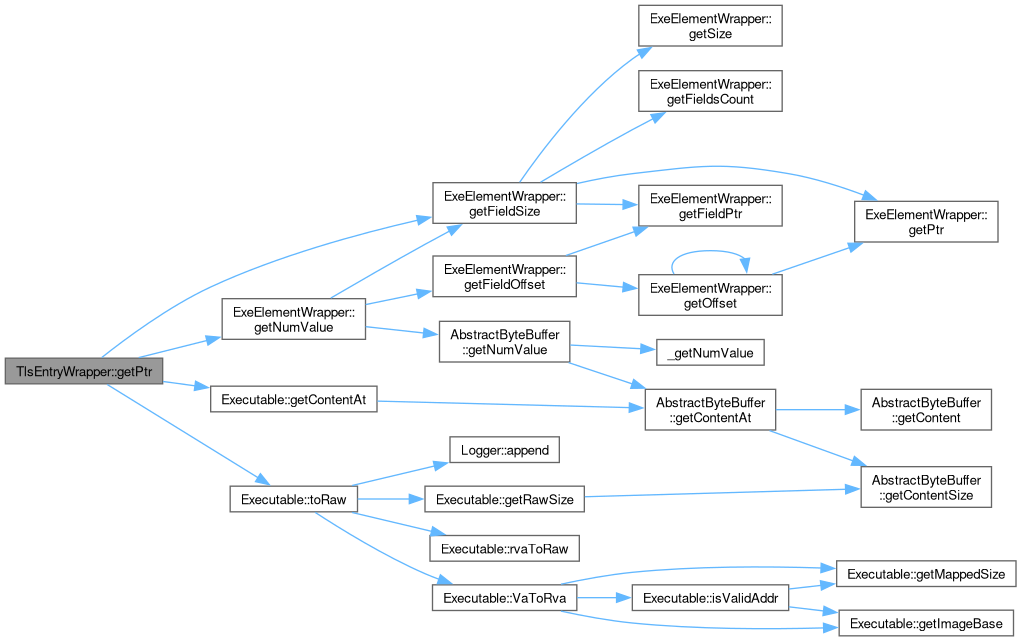 ExeElementWrapper::
getSize
ExeElementWrapper::
getFieldsCount
ExeElementWrapper::
getFieldSize
ExeElementWrapper::
getFieldPtr
ExeElementWrapper::
getPtr
ExeElementWrapper::
getFieldOffset
ExeElementWrapper::
getOffset
ExeElementWrapper::
getNumValue
AbstractByteBuffer
::getNumValue
_getNumValue
TlsEntryWrapper::getPtr
Executable::getContentAt
AbstractByteBuffer
::getContentAt
AbstractByteBuffer
::getContent
Logger::append
AbstractByteBuffer
::getContentSize
Executable::toRaw
Executable::getRawSize
Executable::rvaToRaw
Executable::getMappedSize
Executable::VaToRva
Executable::isValidAddr
Executable::getImageBase